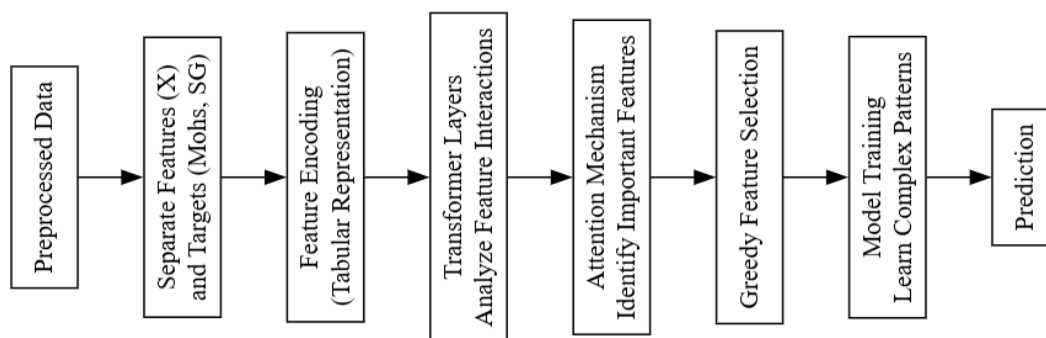 Preprocessed Data
Separate Features (X)
and Targets (Mohs, SG)
Feature Encoding
(Tabular Representation)
Transformer Layers
Analyze Feature Interactions
Attention Mechanism
Identify Important Features
Greedy Feature Selection
Model Training
Learn Complex Patterns
Prediction